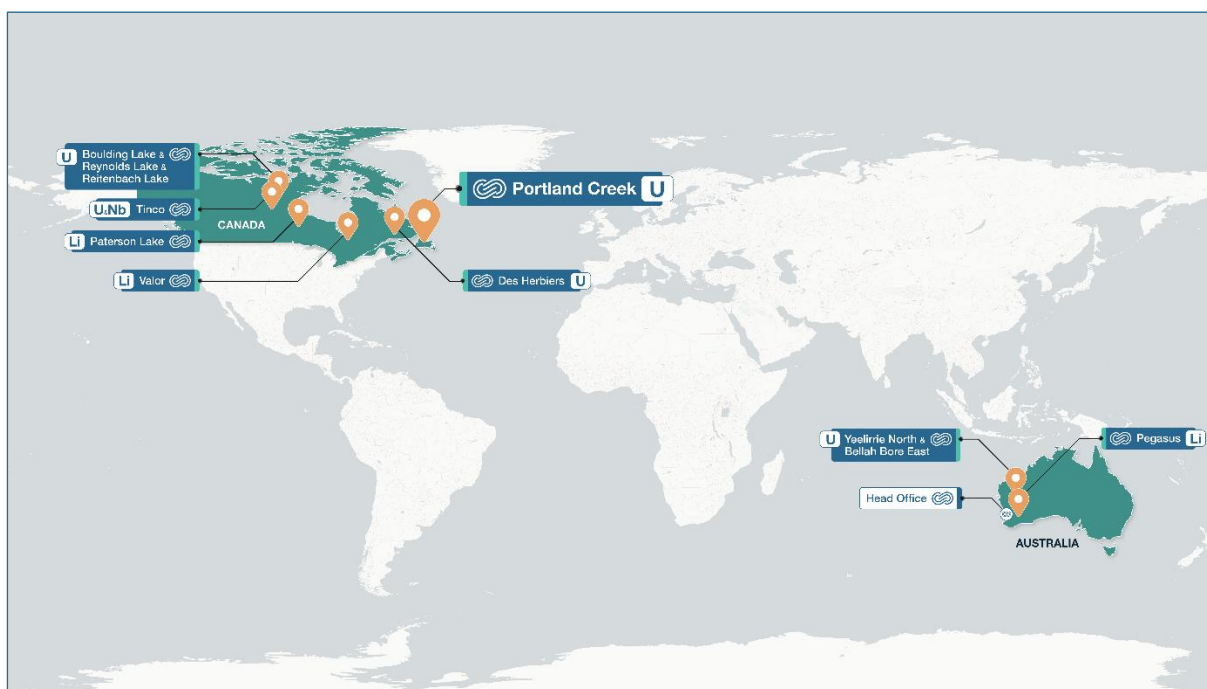 U
Boulding Lake &
Reynolds Lake &
Reitenbach Lake
Portland Creek U
U&Nb Tinco
CANADA
Li Paterson Lake
Li Valor
Des Herbiers U
U
Yeelirrie North &
Bellah Bore East
Pegasus Li
Head Office
AUSTRALIA